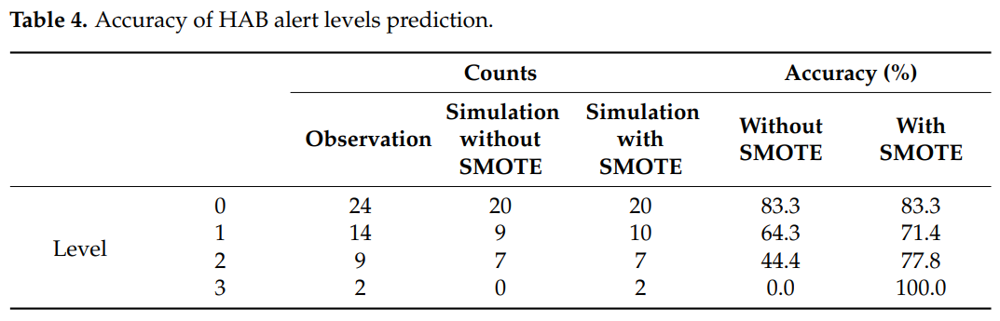 Table 4. Accuracy of HAB alert levels prediction.
Counts Accuracy (%)
Observation Simulation without SMOTE Simulation with SMOTE Without SMOTE With SMOTE
Level
0 24 20 20 83.3 83.3
1 14 9 10 64.3 71.4
2 9 7 7 44.4 77.8
3 2 0 2 0.0 100.0